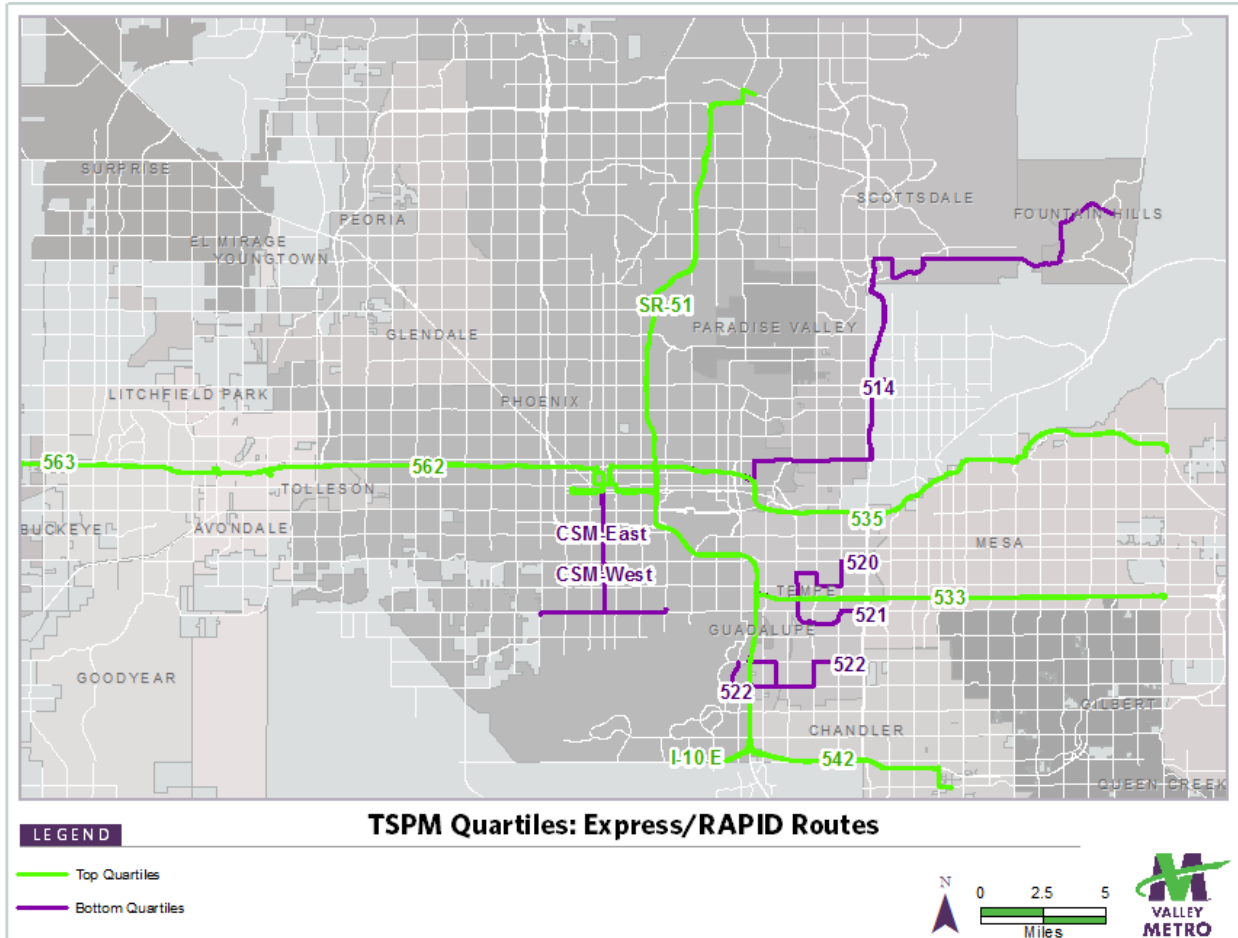 SURPRISE
SCOTTSDALE
PEORIA
FOUNTAIN HILLS
EL MIRAGE
YOUNGTOWN
SR-51
PARADISE VALLEY
GLENDALE
514
LITCHFIELD PARK
PHOENIX
563
562
TOLLESON
535
BUCKEYE
AVONDALE
CSM-East
MESA
520
CSM-West
TEMPE
533
521
GUADALUPE
522
GOODYEAR
522
GILBERT
CHANDLER
I-10 E
542
QUEEN CREEK
TSPM Quartiles: Express/RAPID Routes
LEGEND
Top Quartiles
Bottom Quartiles
N
0 2.5 5
Miles
VALLEY
METRO